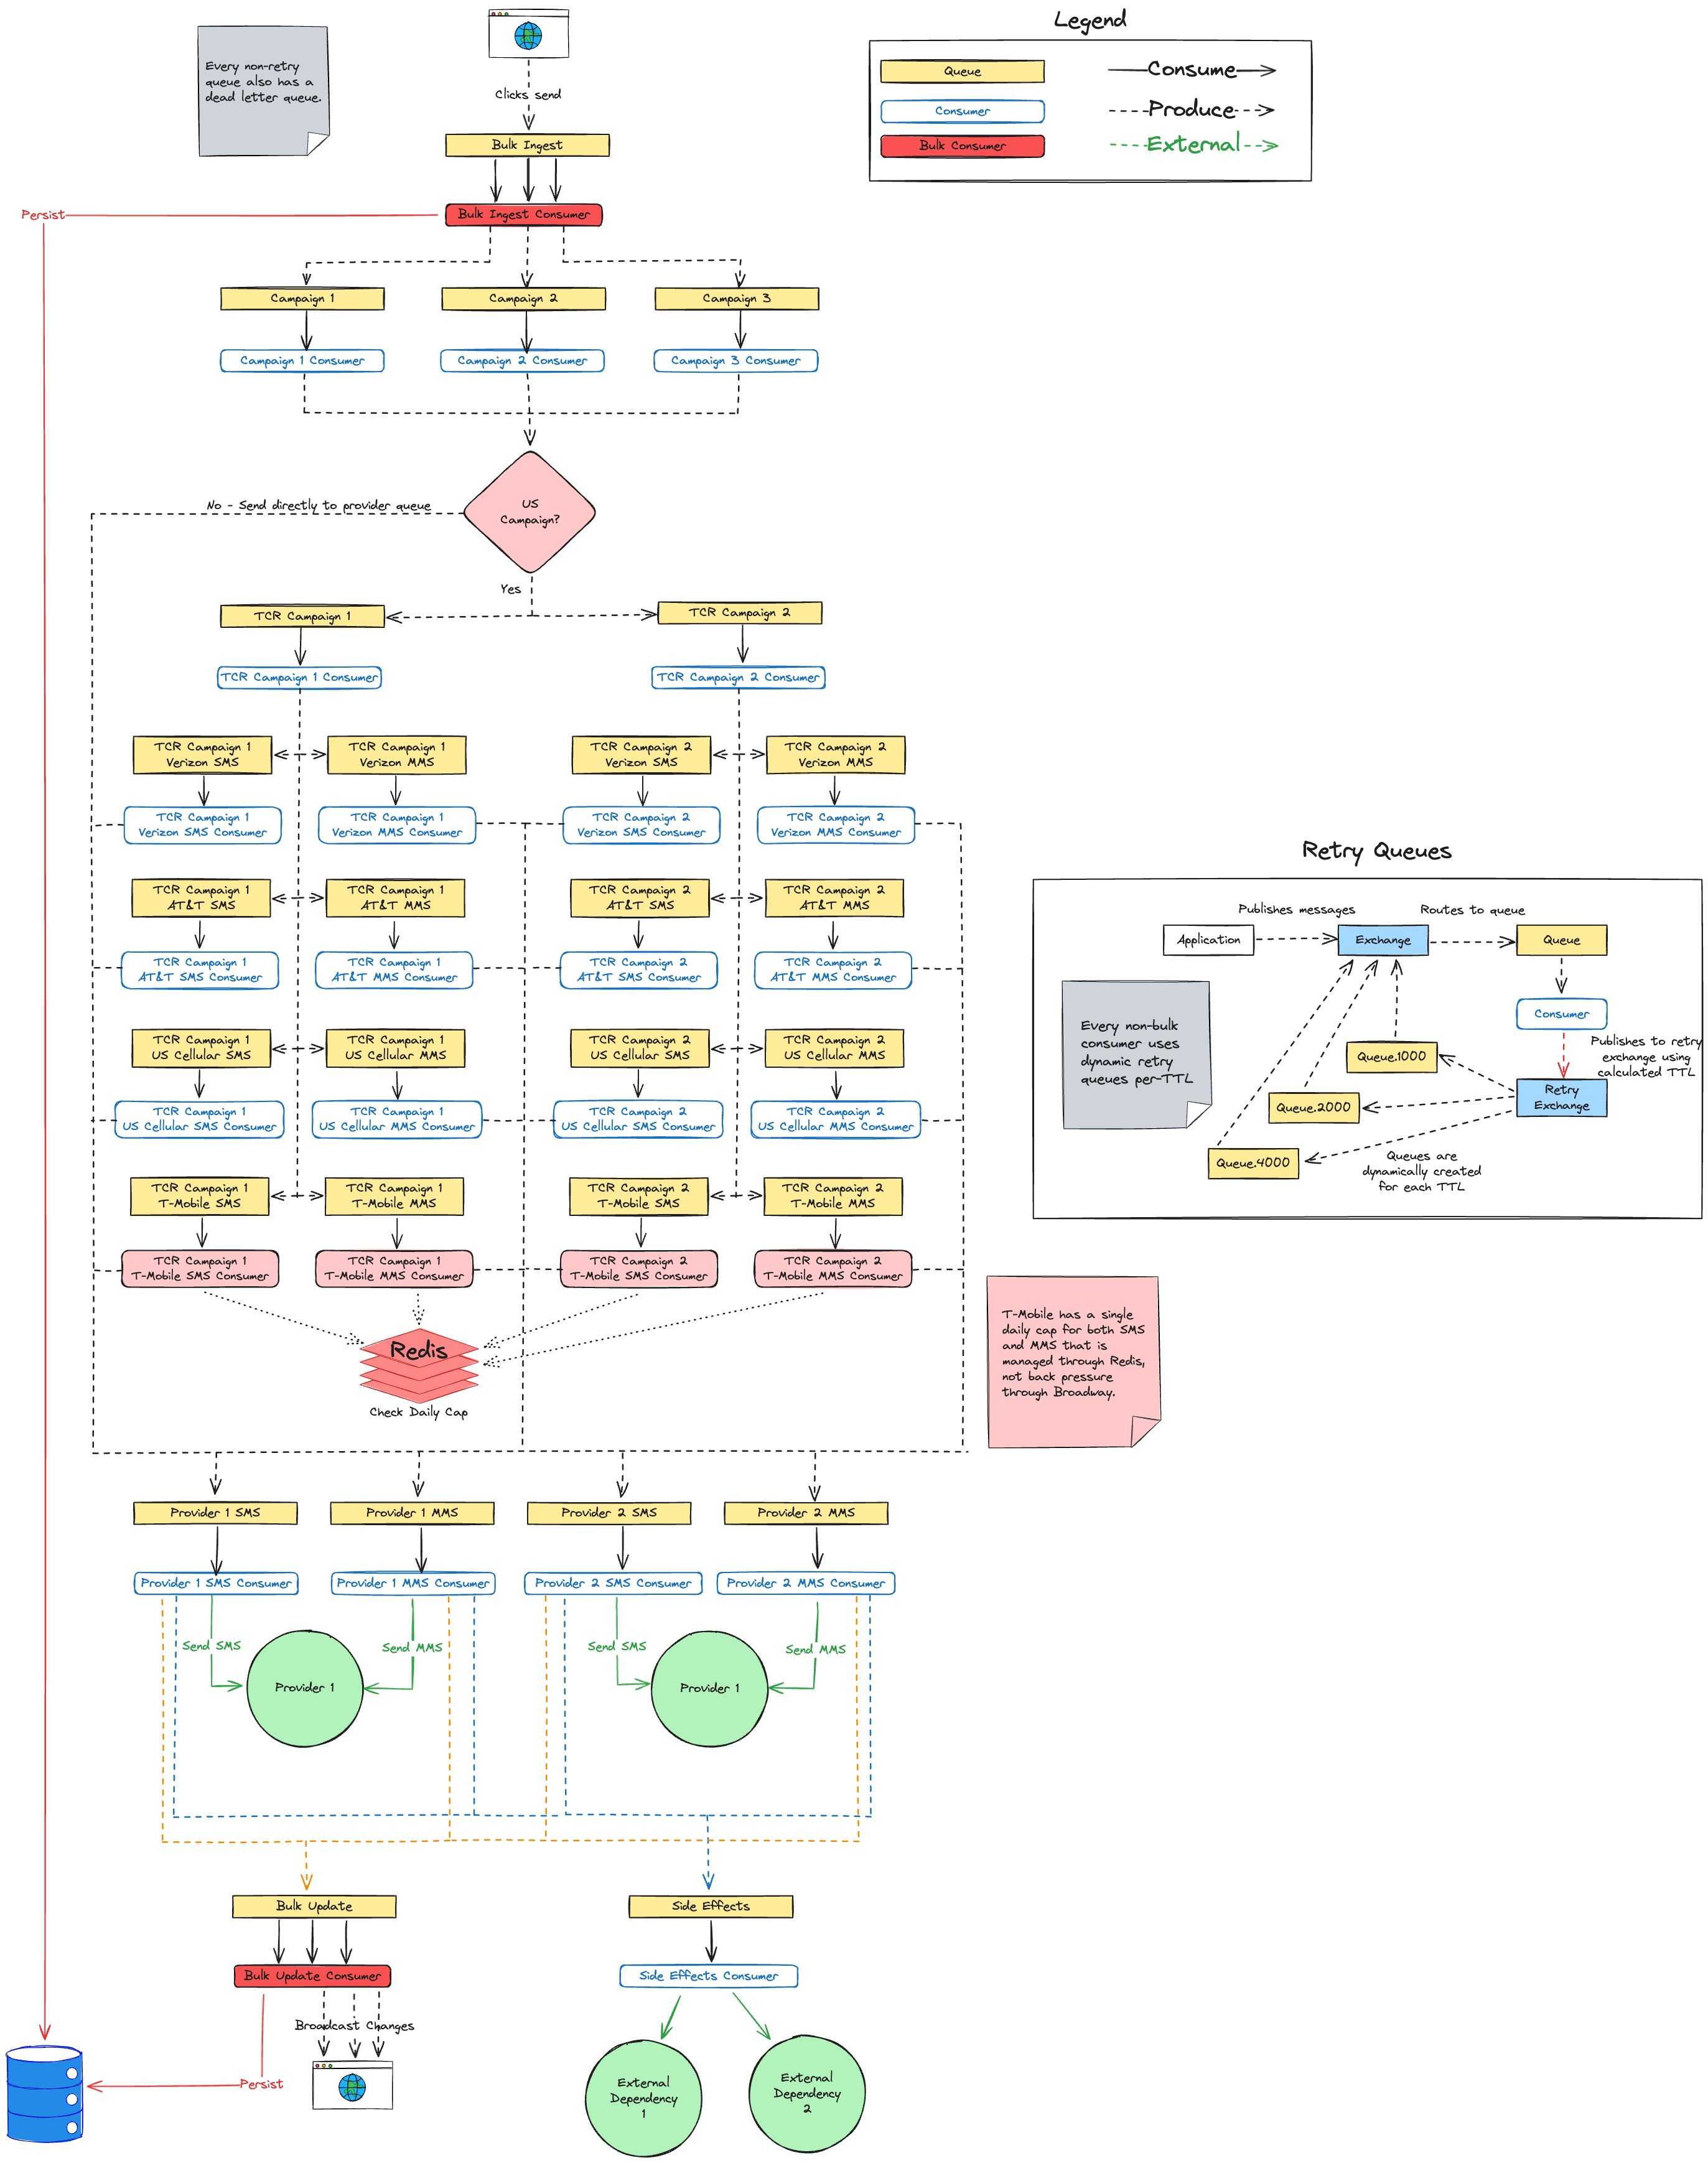 Legend
Every non-retry
queue also has a
dead letter queue.
Clicks send
Queue
Consume
Consumer
Produce
Bulk Consumer
External
Bulk Ingest
Persist
Bulk Ingest Consumer
Campaign 1
Campaign 2
Campaign 3
Campaign 1 Consumer
Campaign 2 Consumer
Campaign 3 Consumer
No - Send directly to provider queue
US
Campaign?
Yes
TCR Campaign 1
TCR Campaign 2
TCR Campaign 1 Consumer
TCR Campaign 2 Consumer
TCR Campaign 1
Verizon SMS
TCR Campaign 1
Verizon MMS
TCR Campaign 2
Verizon SMS
TCR Campaign 2
Verizon MMS
TCR Campaign 1
Verizon SMS Consumer
TCR Campaign 1
Verizon MMS Consumer
TCR Campaign 2
Verizon SMS Consumer
TCR Campaign 2
Verizon MMS Consumer
TCR Campaign 1
AT&T SMS
TCR Campaign 1
AT&T MMS
TCR Campaign 2
AT&T SMS
TCR Campaign 2
AT&T MMS
TCR Campaign 1
AT&T SMS Consumer
TCR Campaign 1
AT&T MMS Consumer
TCR Campaign 2
AT&T SMS Consumer
TCR Campaign 2
AT&T MMS Consumer
TCR Campaign 1
US Cellular SMS
TCR Campaign 1
US Cellular MMS
TCR Campaign 2
US Cellular SMS
TCR Campaign 2
US Cellular MMS
TCR Campaign 1
US Cellular SMS Consumer
TCR Campaign 1
US Cellular MMS Consumer
TCR Campaign 2
US Cellular SMS Consumer
TCR Campaign 2
US Cellular MMS Consumer
TCR Campaign 1
T-Mobile SMS
TCR Campaign 1
T-Mobile MMS
TCR Campaign 2
T-Mobile SMS
TCR Campaign 2
T-Mobile MMS
TCR Campaign 1
T-Mobile SMS Consumer
TCR Campaign 1
T-Mobile MMS Consumer
TCR Campaign 2
T-Mobile SMS Consumer
TCR Campaign 2
T-Mobile MMS Consumer
Redis
Check Daily Cap
Retry Queues
Publishes messages
Routes to queue
Application
Exchange
Queue
Every non-bulk
consumer uses
dynamic retry
queues per-TTL
Consumer
Publishes to retry
exchange using
calculated TTL
Queue.1000
Retry
Exchange
Queue.2000
Queue.4000
Queues are
dynamically created
for each TTL
T-Mobile has a single
daily cap for both SMS
and MMS that is
managed through Redis,
not back pressure
through Broadway.
Provider 1 SMS
Provider 1 MMS
Provider 2 SMS
Provider 2 MMS
Provider 1 SMS Consumer
Provider 1 MMS Consumer
Provider 2 SMS Consumer
Provider 2 MMS Consumer
Send SMS
Send MMS
Send SMS
Send MMS
Provider 1
Provider 1
Bulk Update
Side Effects
Bulk Update Consumer
Side Effects Consumer
Broadcast Changes
Persist
External
Dependency
1
External
Dependency
2